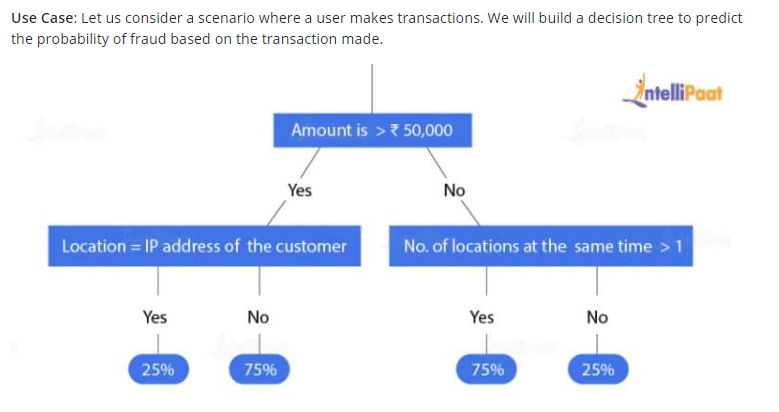 Use Case: Let us consider a scenario where a user makes transactions. We will build a decision tree to predict
the probability of fraud based on the transaction made.
intelliPaat
Amount is > ₹ 50,000
Yes
No
Location = IP address of the customer
No. of locations at the same time > 1
Yes
No
Yes
No
25%
75%
75%
25%